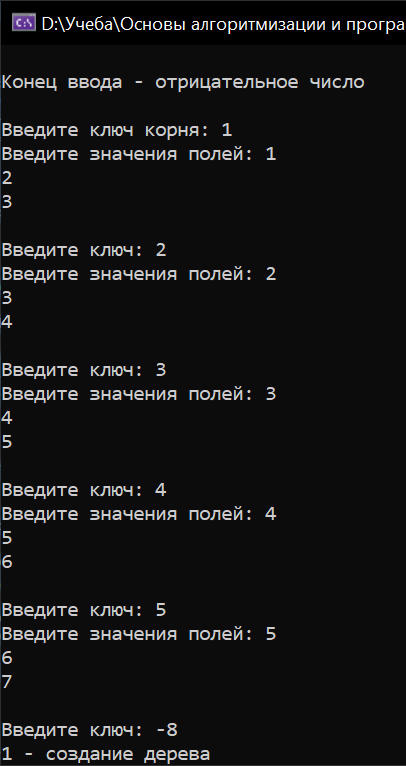 D:\Учеба\Основы алгоритмизации и програ
Конец ввода - отрицательное число
Введите ключ корня: 1
Введите значения полей: 1
2
3
Введите ключ: 2
Введите значения полей: 2
3
4
Введите ключ: 3
Введите значения полей: 3
4
5
Введите ключ: 4
Введите значения полей: 4
5
6
Введите ключ: 5
Введите значения полей: 5
6
7
Введите ключ: -8
1 - создание дерева